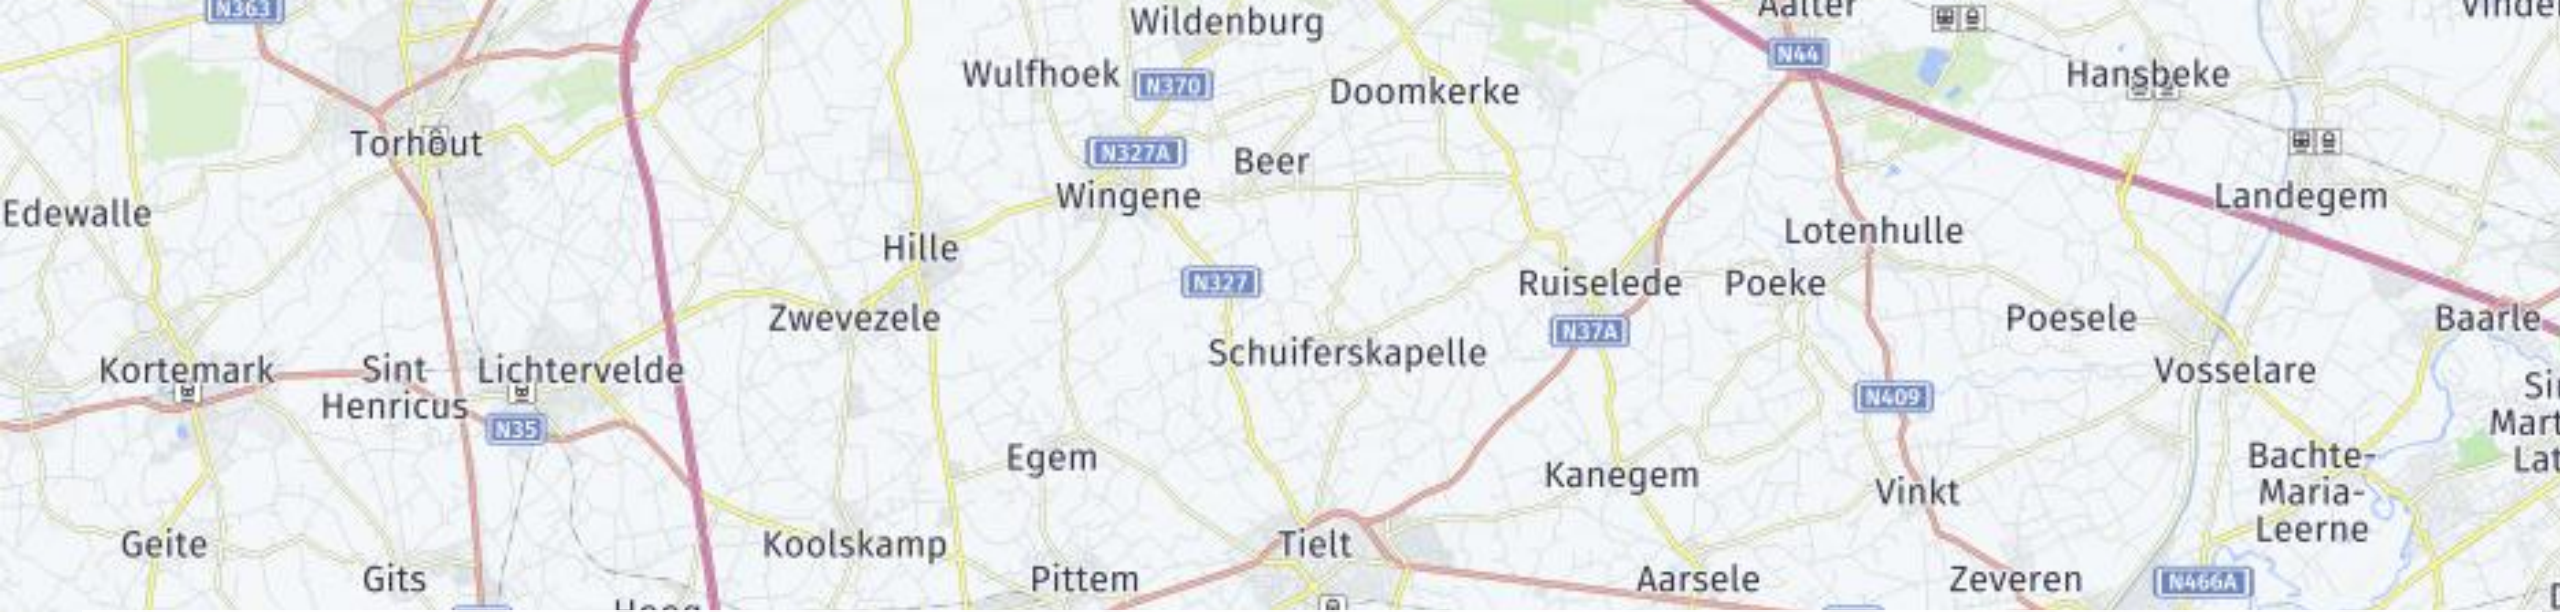 N363
Aalter
Wildenburg
N44
Wulfhoek
N370
Doomkerke
Hansbeke
Torhout
N327A
Beer
Wingene
Landegem
Edewalle
Lotenhulle
Hille
N327
Ruiselede
Poeke
Zwevezele
N37A
Poesele
Baarle
Schuiferskapelle
Kortemark
Sint
Henricus
Lichtervelde
Vosselare
N409
N35
Egem
Kanegem
Bachte-
Maria-
Leerne
Vinkt
Geite
Koolskamp
Tielt
Gits
Pittem
Aarsele
Zeveren
N466A